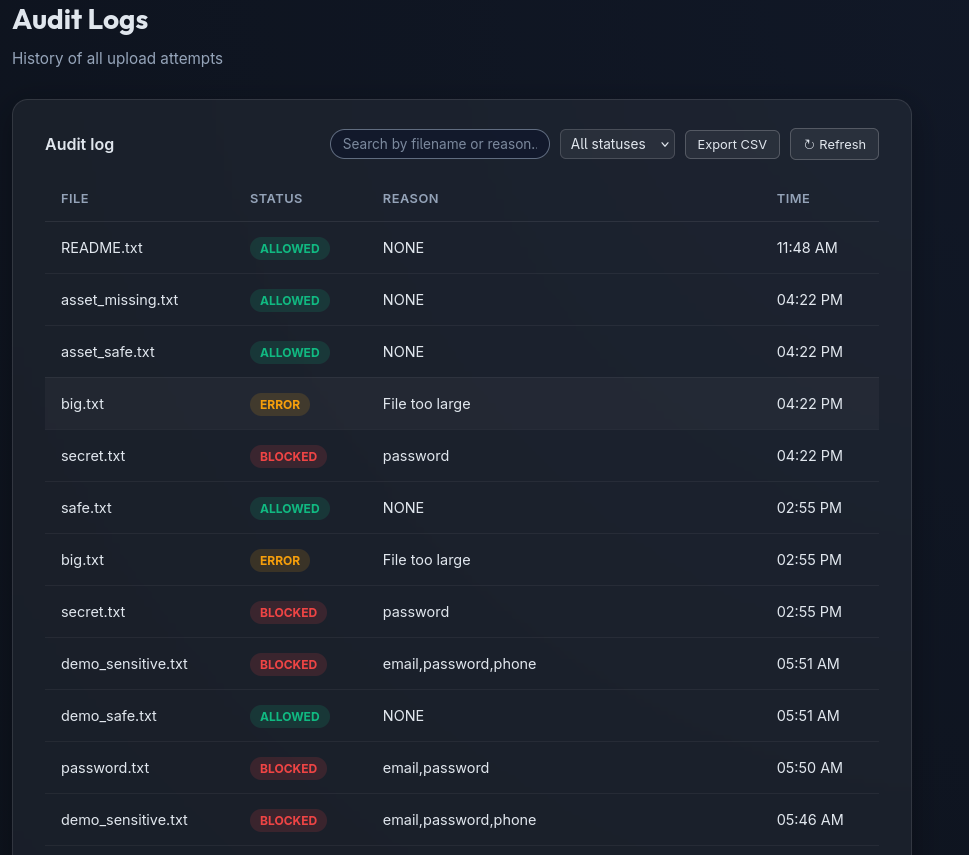 Audit Logs
History of all upload attempts
Audit log Search by filename or reason.. All statuses Export CSV ↻ Refresh
FILE STATUS REASON TIME
README.txt ALLOWED NONE 11:48 AM
asset_missing.txt ALLOWED NONE 04:22 PM
asset_safe.txt ALLOWED NONE 04:22 PM
big.txt ERROR File too large 04:22 PM
secret.txt BLOCKED password 04:22 PM
safe.txt ALLOWED NONE 02:55 PM
big.txt ERROR File too large 02:55 PM
secret.txt BLOCKED password 02:55 PM
demo_sensitive.txt BLOCKED email,password,phone 05:51 AM
demo_safe.txt ALLOWED NONE 05:51 AM
password.txt BLOCKED email,password 05:50 AM
demo_sensitive.txt BLOCKED email,password,phone 05:46 AM